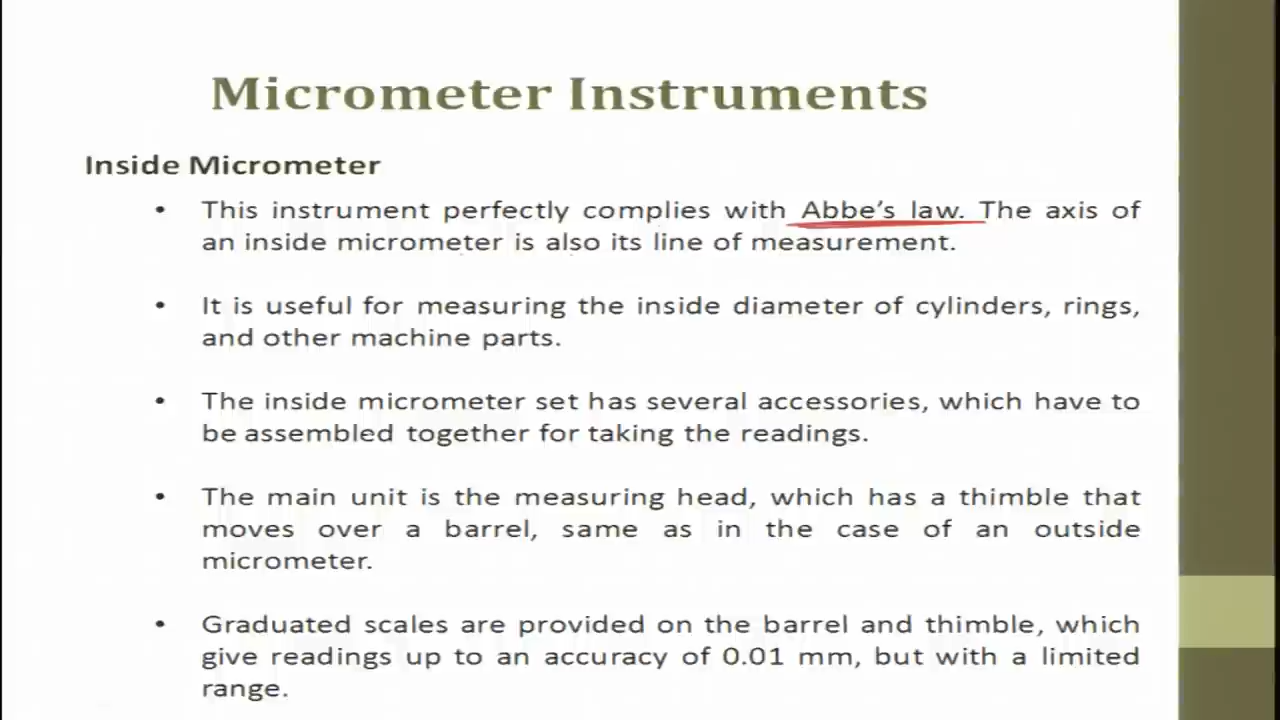 Micrometer Instruments
Inside Micrometer
• This instrument perfectly complies with Abbe's law. The axis of
an inside micrometer is also its line of measurement.
• It is useful for measuring the inside diameter of cylinders, rings,
and other machine parts.
• The inside micrometer set has several accessories, which have to
be assembled together for taking the readings.
• The main unit is the measuring head, which has a thimble that
moves over a barrel, same as in the case of an outside
micrometer.
• Graduated scales are provided on the barrel and thimble, which
give readings up to an accuracy of 0.01 mm, but with a limited
range.